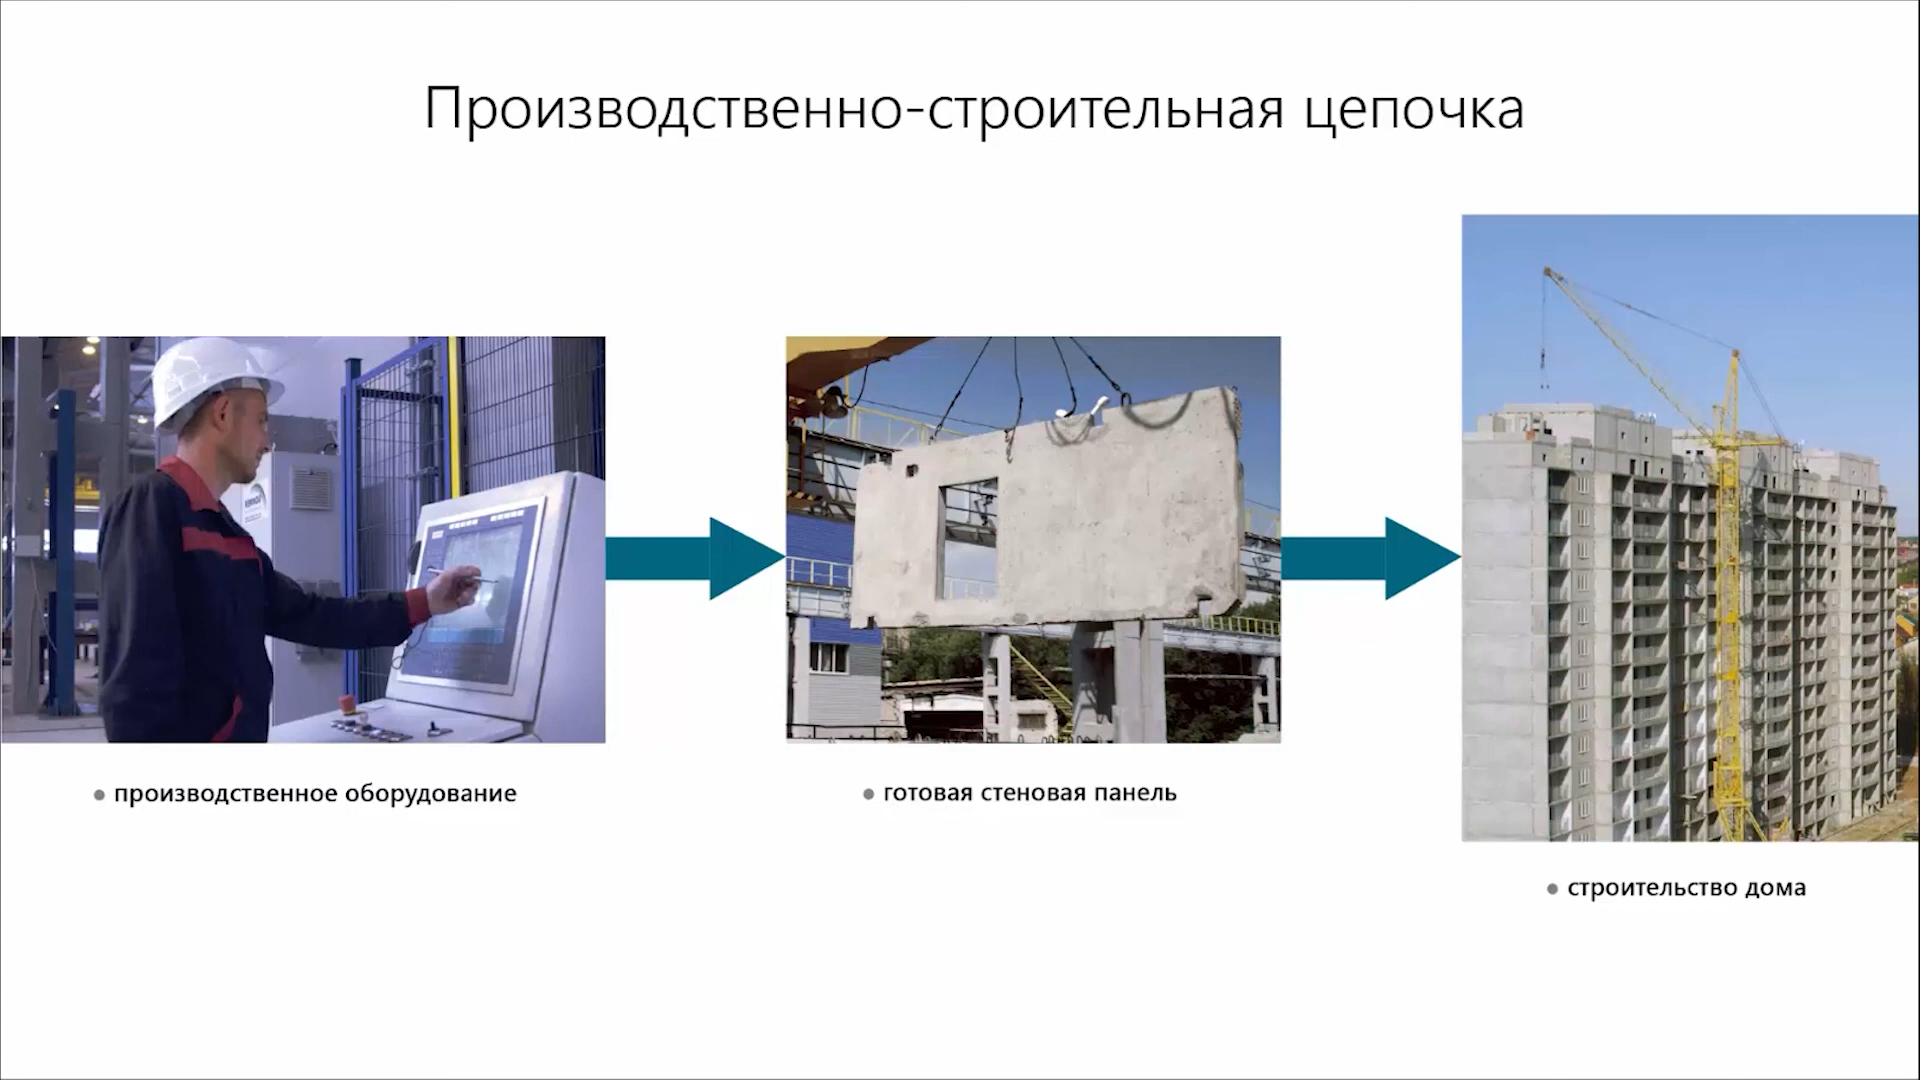 Производственно-строительная цепочка
производственное оборудование
готовая стеновая панель
строительство дома